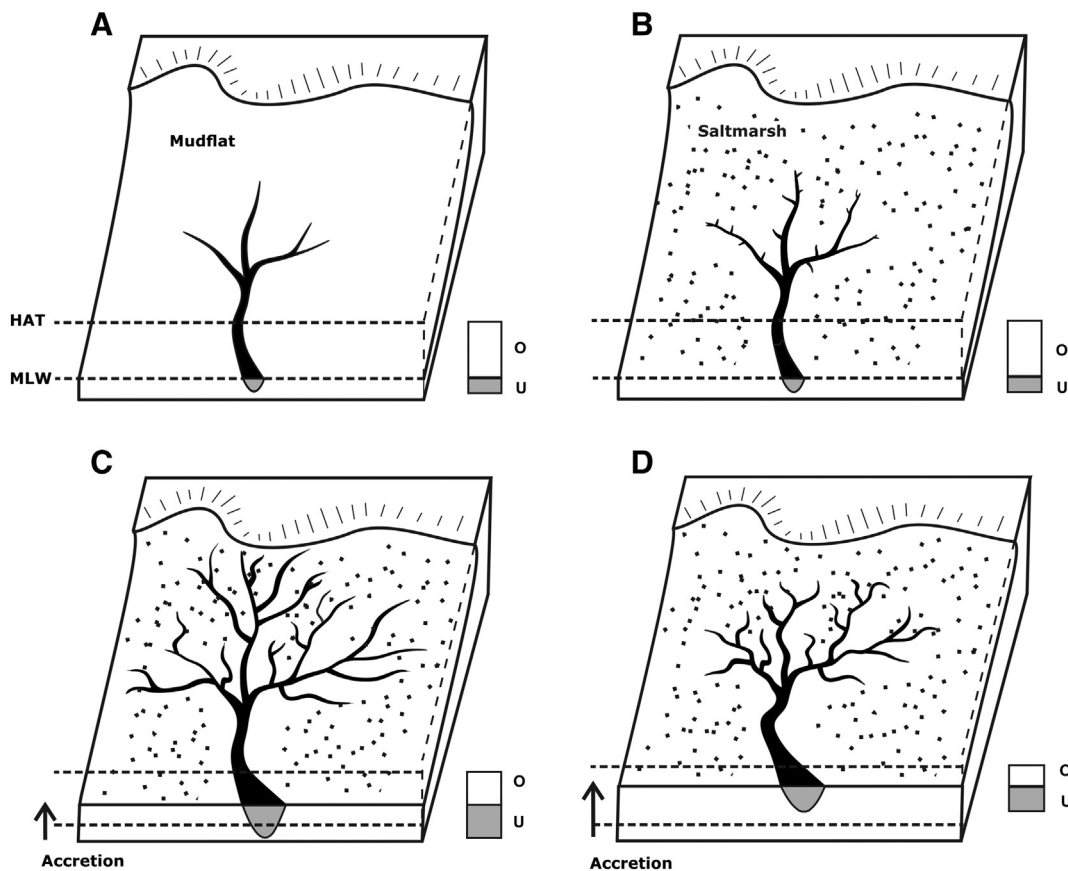 A
B
Mudflat
Saltmarsh
HAT
MLW
O
U
O
U
C
D
O
U
Accretion
O
U
Accretion